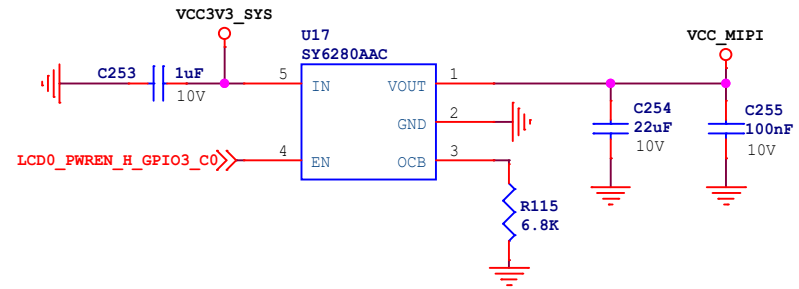 VCC3V3_SYS
U17
SY6280AAC
VCC_MIPI
C253
1uF
10V
5
IN
VOUT
1
GND
2
C254
22uF
10V
C255
100nF
10V
LCD0_PWREN_H_GPIO3_C0
4
EN
OCB
3
R115
6.8K